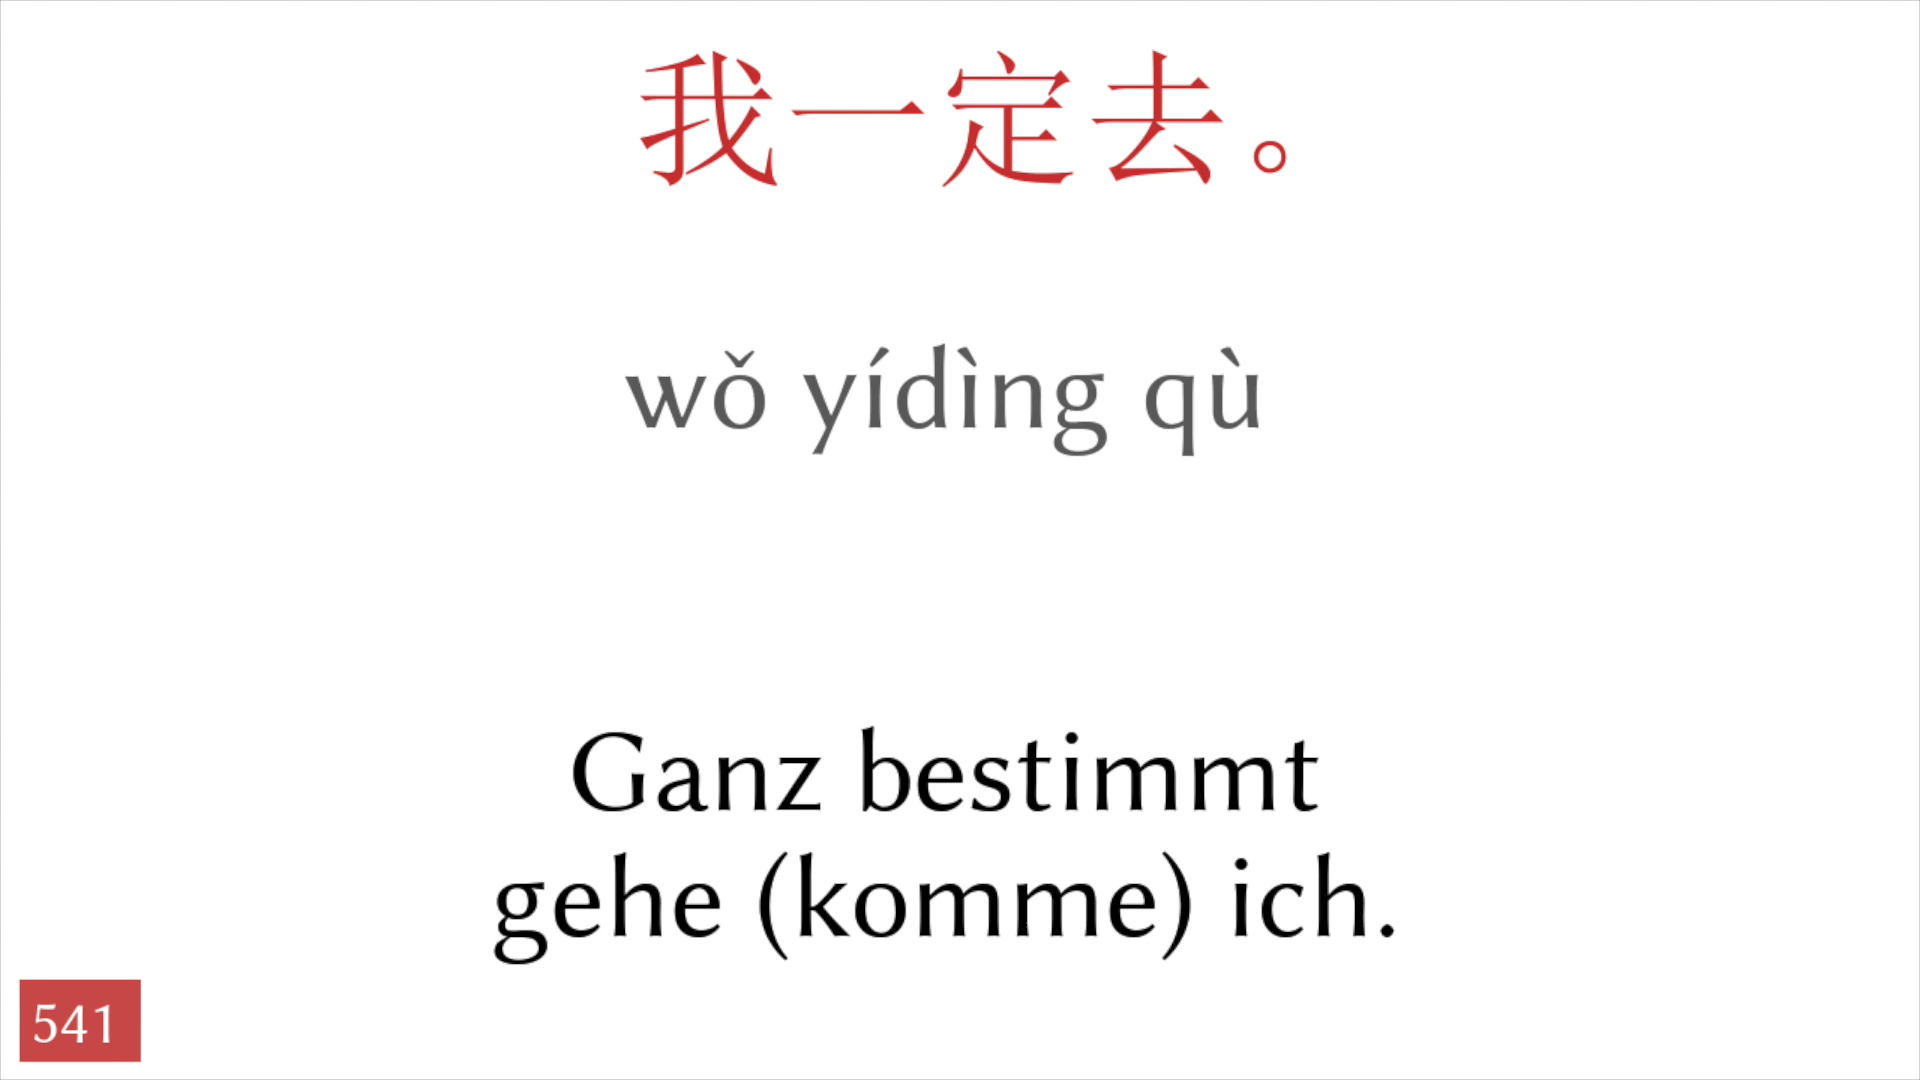 我一定去。
wǒ yídìng qù
Ganz bestimmt
gehe (komme) ich.
541